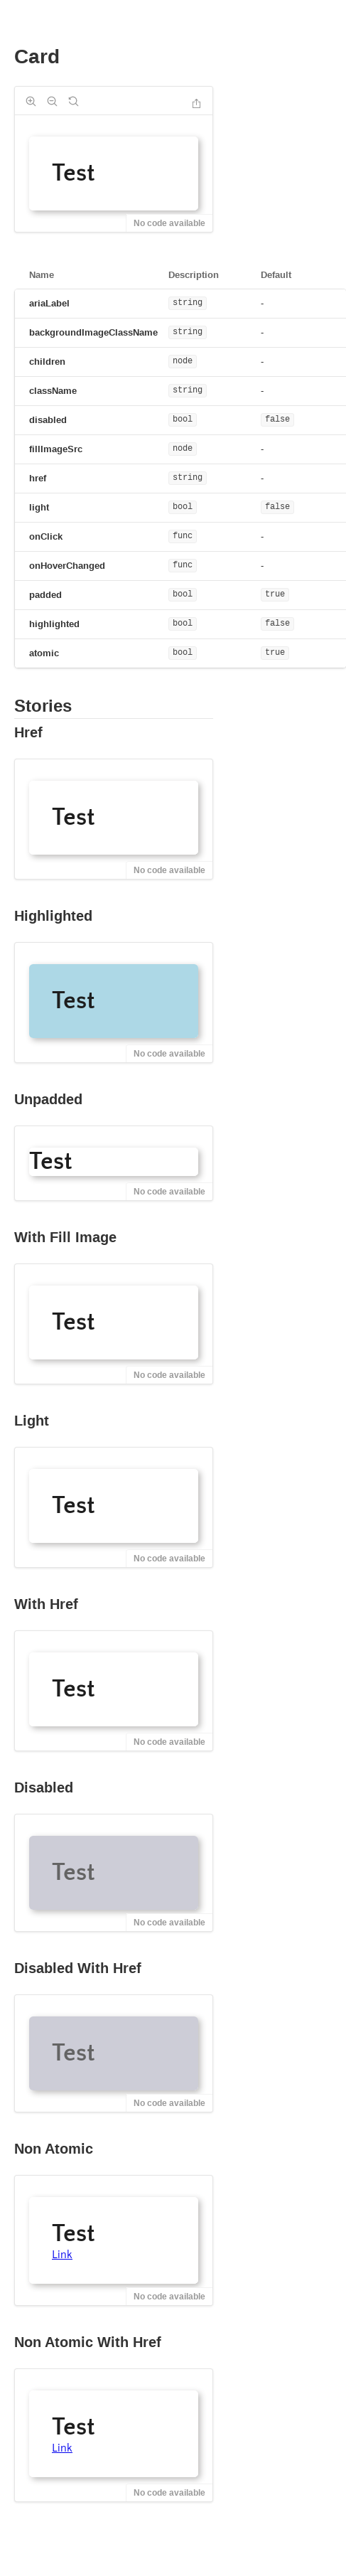 Card
Test
No code available
Name Description Default
ariaLabel string -
backgroundImageClassName string -
children node -
className string -
disabled bool false
fillImageSrc node -
href string -
light bool false
onClick func -
onHoverChanged func -
padded bool true
highlighted bool false
atomic bool true
Stories
Href
Test
No code available
Highlighted
Test
No code available
Unpadded
Test
No code available
With Fill Image
Test
No code available
Light
Test
No code available
With Href
Test
No code available
Disabled
Test
No code available
Disabled With Href
Test
No code available
Non Atomic
Test
Link
No code available
Non Atomic With Href
Test
Link
No code available